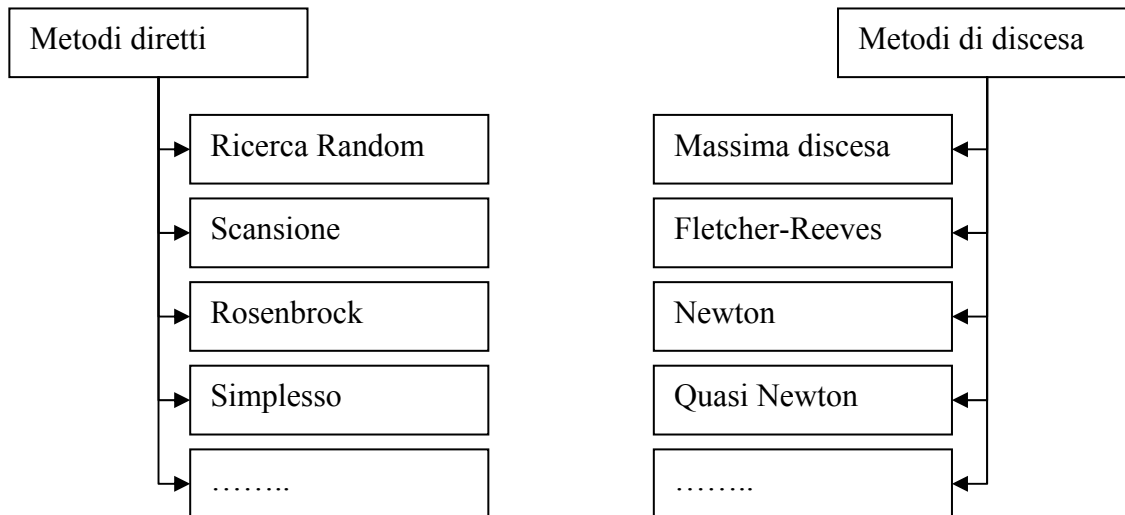 Metodi diretti
Ricerca Random
Scansione
Rosenbrock
Simplesso
……..
Metodi di discesa
Massima discesa
Fletcher-Reeves
Newton
Quasi Newton
……..